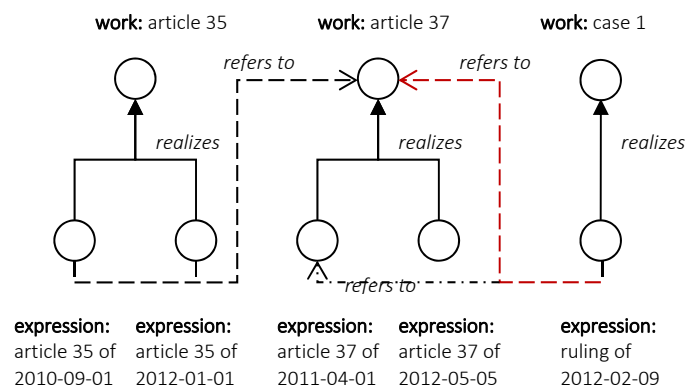 work: article 35
work: article 37
work: case 1
refers to
refers to
realizes
realizes
realizes
refers to
expression:
article 35 of
2010-09-01
expression:
article 35 of
2012-01-01
expression:
article 37 of
2011-04-01
expression:
article 37 of
2012-05-05
expression:
ruling of
2012-02-09